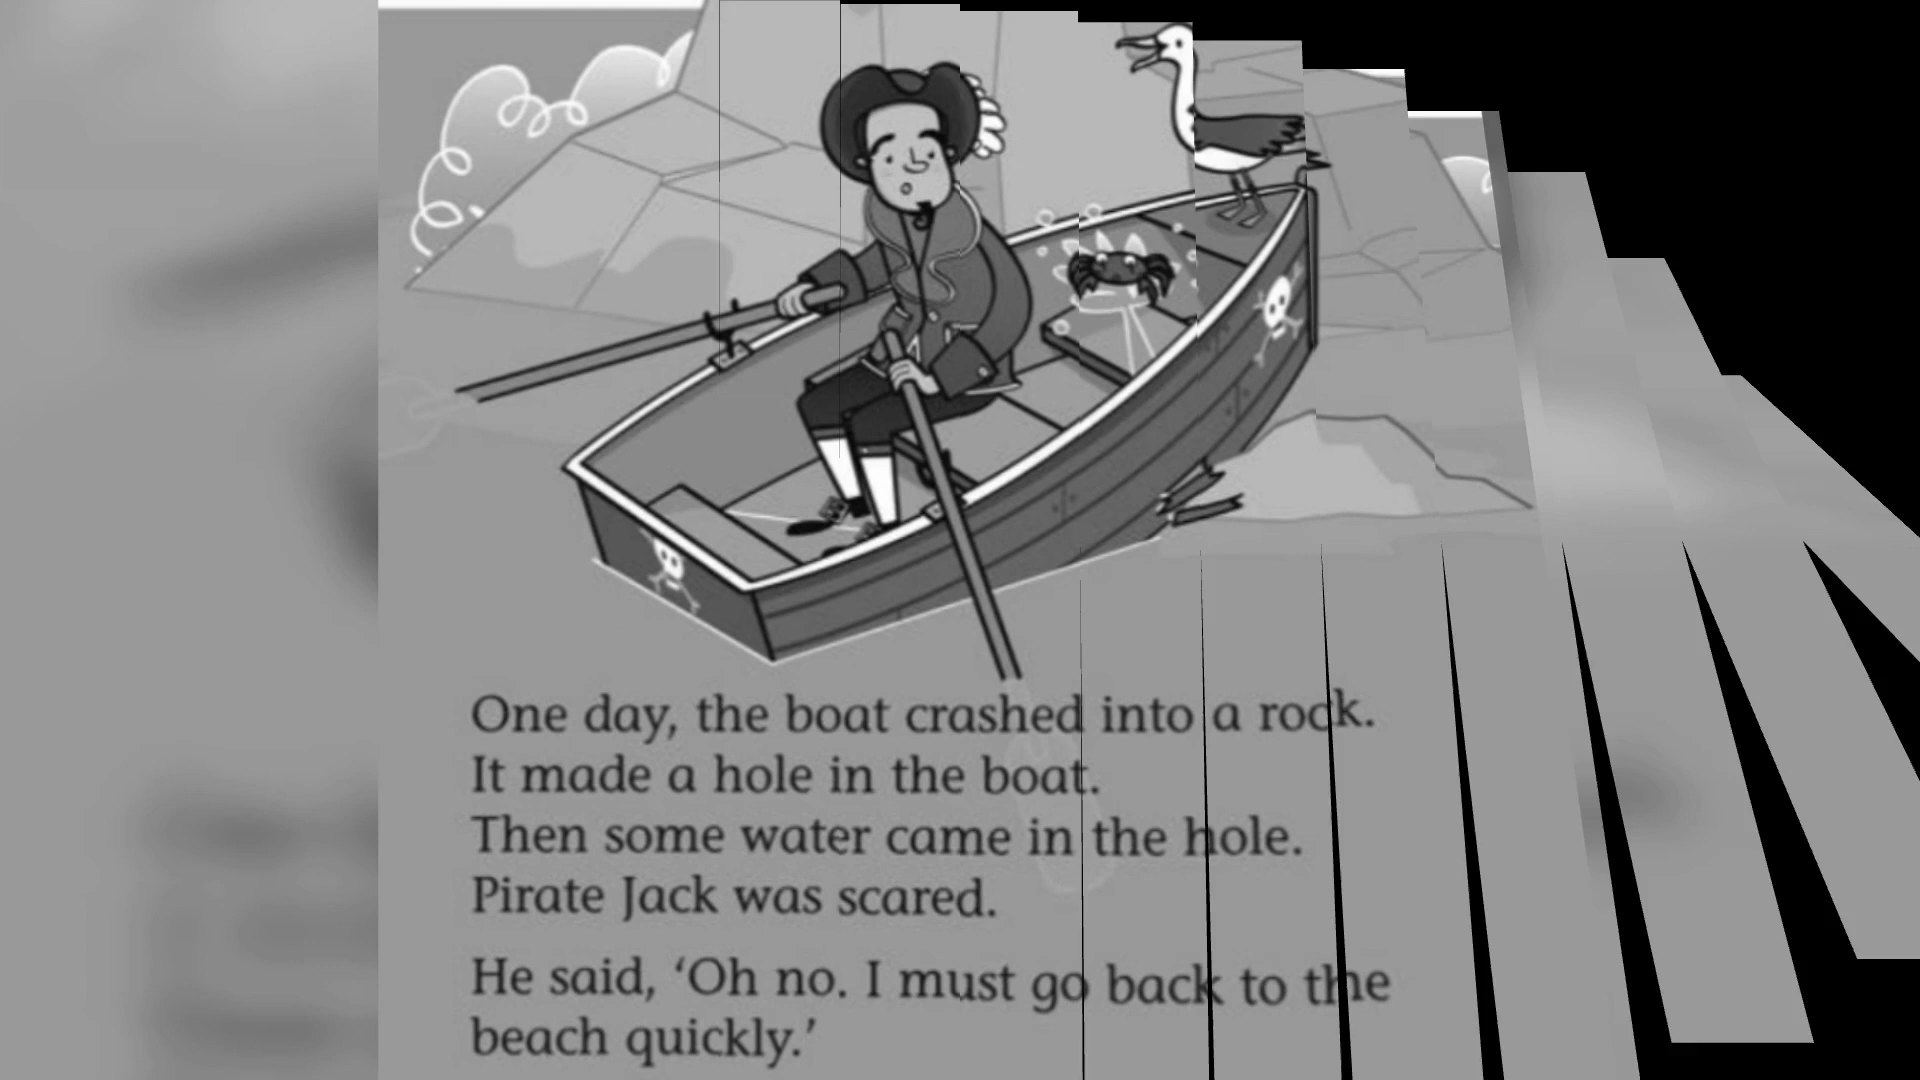 One day, the boat crashed into a rock.
It made a hole in the boat.
Then some water came in the hole.
Pirate Jack was scared.
He said, ‘Oh no. I must go back to the
beach quickly.’